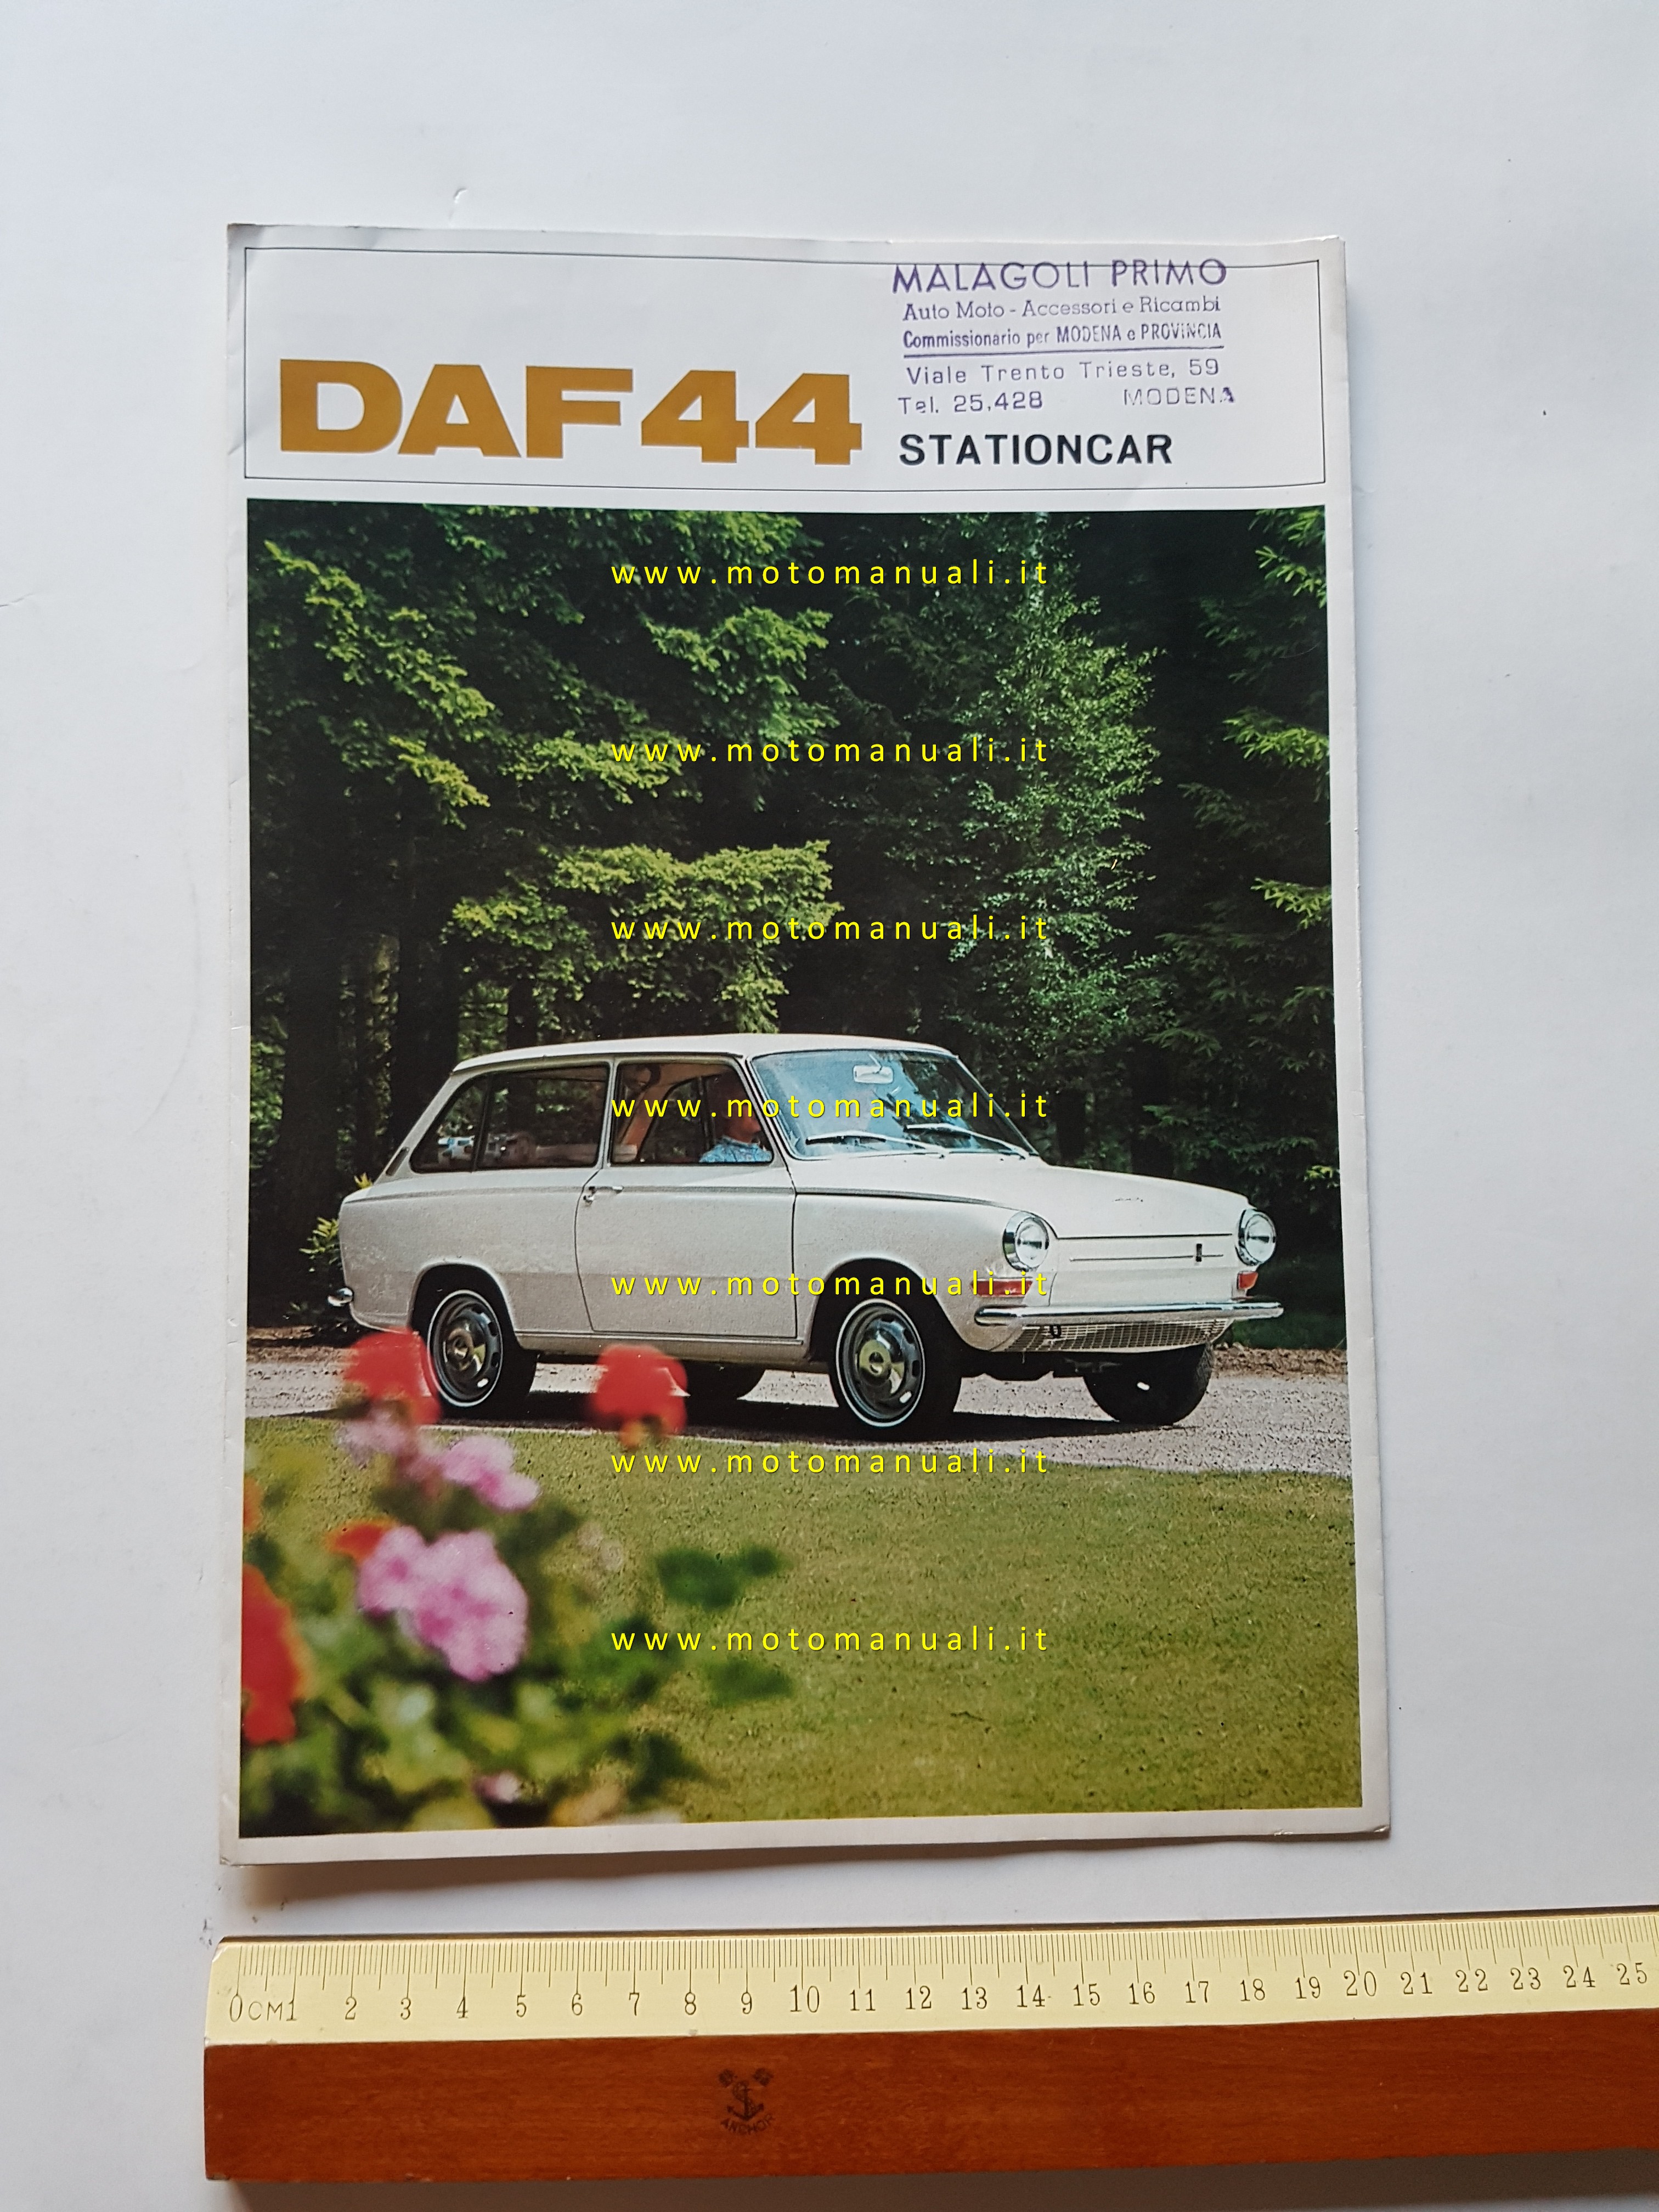 MALAGOLI PRIMO
Auto Moto - Accessori e Ricambi
Commissionario per MODENA e PROVINCIA
Viale Trento Trieste, 59
Tel. 25.428 MODENA
DAF 44 STATIONCAR
www.motomanuali.it
www.motomanuali.it
www.motomanuali.it
www.motomanuali.it
www.motomanuali.it
www.motomanuali.it
www.motomanuali.it
0CM1 2 3 4 5 6 7 8 9 10 11 12 13 14 15 16 17 18 19 20 21 22 23 24 25
ANCHOR